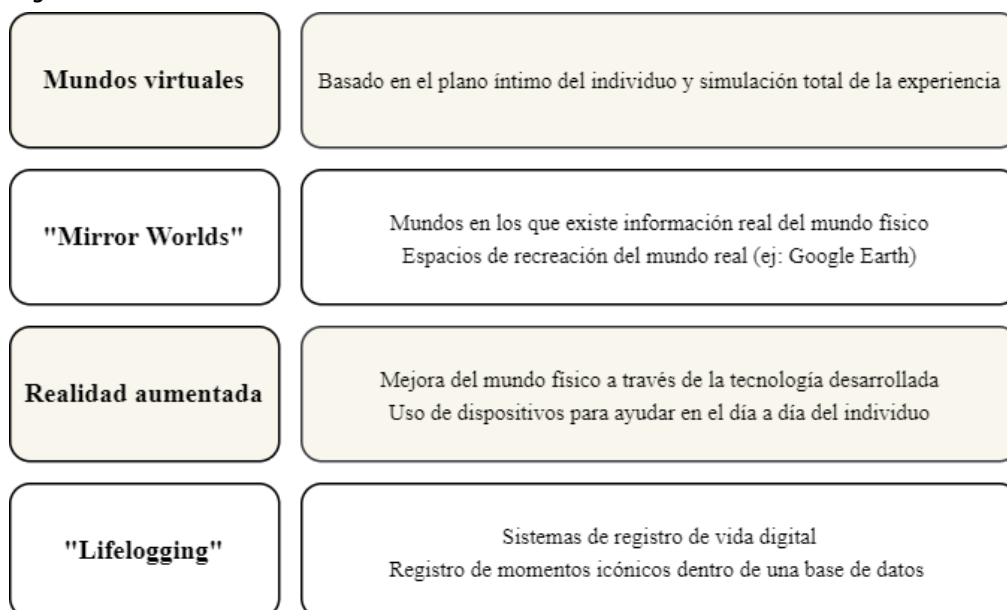 Mundos virtuales
Basado en el plano íntimo del individuo y simulación total de la experiencia
"Mirror Worlds"
Mundos en los que existe información real del mundo físico
Espacios de recreación del mundo real (ej: Google Earth)
Realidad aumentada
Mejora del mundo físico a través de la tecnología desarrollada
Uso de dispositivos para ayudar en el día a día del individuo
"Lifelogging"
Sistemas de registro de vida digital
Registro de momentos icónicos dentro de una base de datos